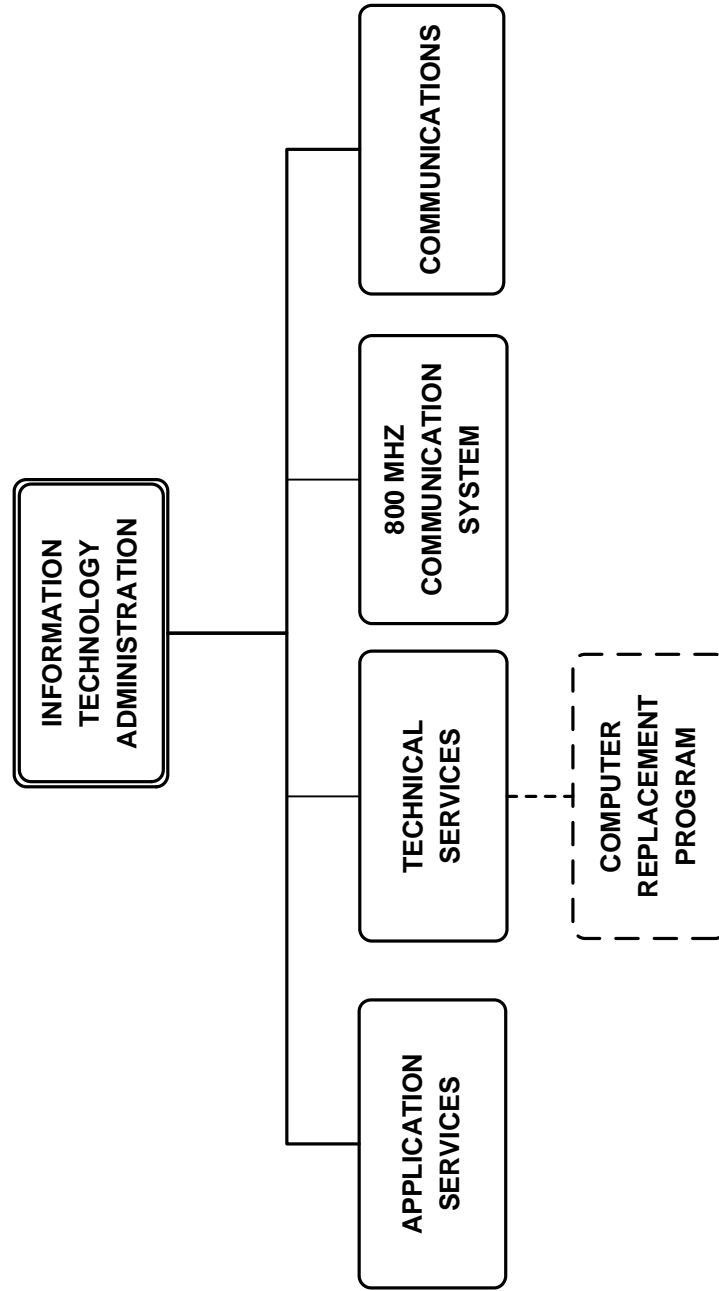 INFORMATION
TECHNOLOGY
ADMINISTRATION
APPLICATION
SERVICES
TECHNICAL
SERVICES
800 MHZ
COMMUNICATION
SYSTEM
COMMUNICATIONS
COMPUTER
REPLACEMENT
PROGRAM